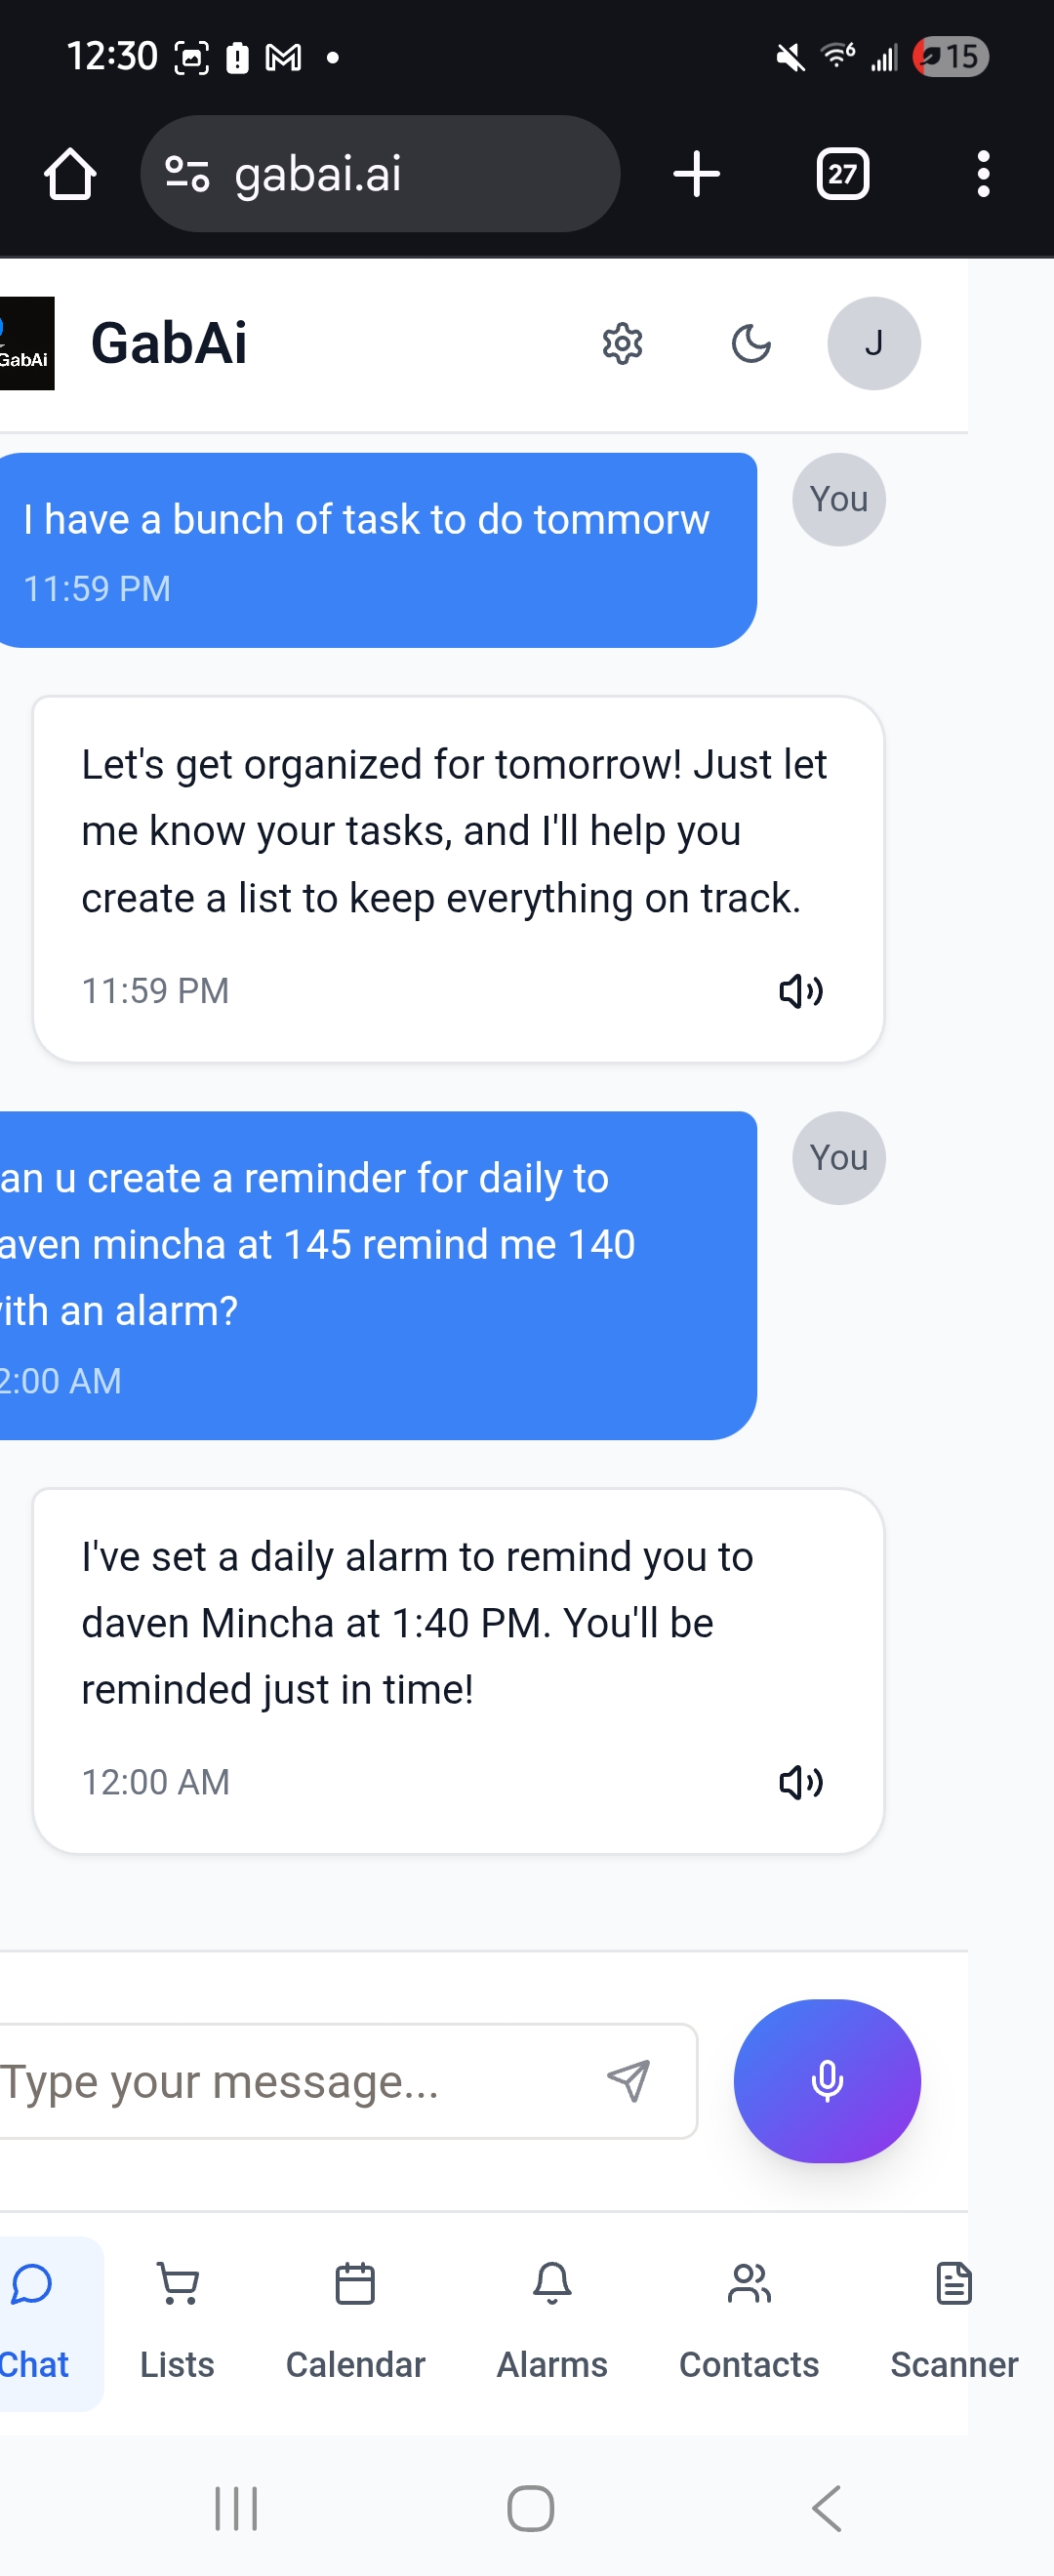 12:30
15
gabai.ai
27
GabAi
GabAi
J
I have a bunch of task to do tommorw
11:59 PM
You
Let's get organized for tomorrow! Just let
me know your tasks, and I'll help you
create a list to keep everything on track.
11:59 PM
an u create a reminder for daily to
aven mincha at 145 remind me 140
ith an alarm?
2:00 AM
You
I've set a daily alarm to remind you to
daven Mincha at 1:40 PM. You'll be
reminded just in time!
12:00 AM
Type your message...
Chat
Lists
Calendar
Alarms
Contacts
Scanner